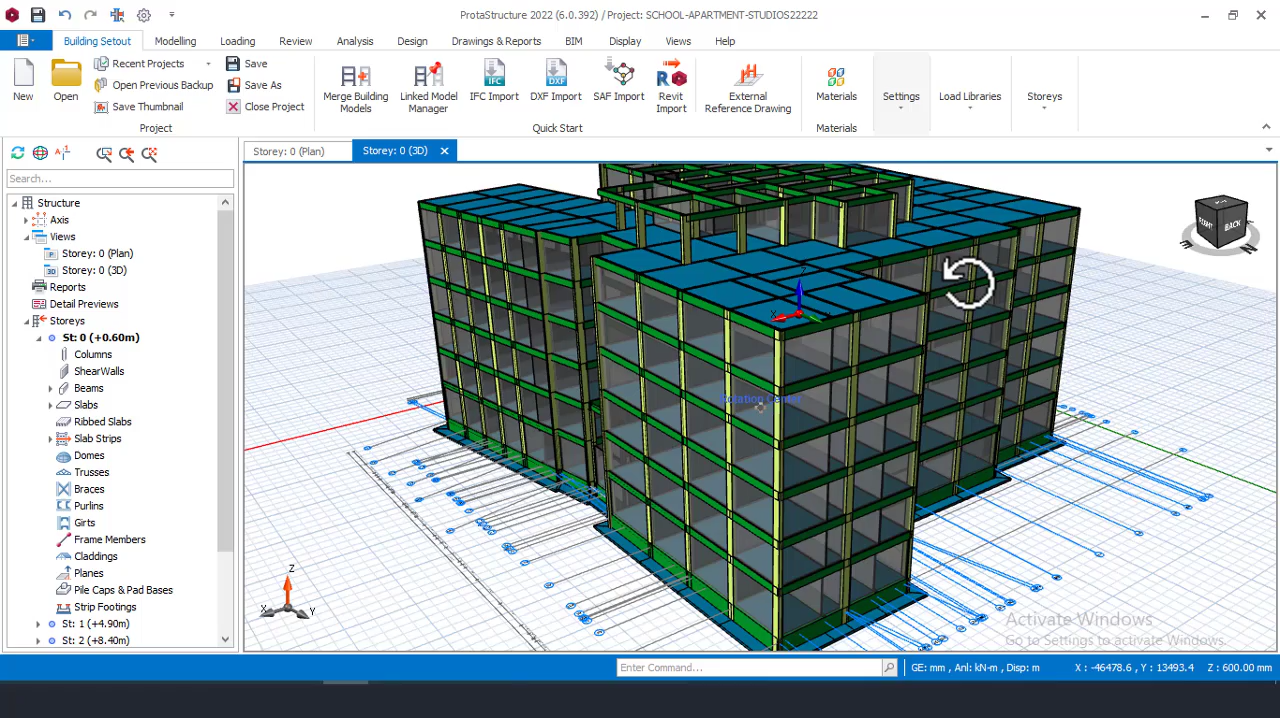 ProtaStructure 2022 (6.0.392) / Project: SCHOOL-APARTMENT-STUDIOS22222
Building Setout
Modelling
Loading
Review
Analysis
Design
Drawings & Reports
BIM
Display
Views
Help
New
Open
Recent Projects
Open Previous Backup
Save Thumbnail
Save
Save As
Close Project
Project
Merge Building
Models
Linked Model
Manager
IFC
IFC Import
DXF
DXF Import
SAF Import
Revit
Import
External
Reference Drawing
Quick Start
Materials
Materials
Settings
Load Libraries
Storeys
Storey: 0 (Plan)
Storey: 0 (3D)
Search...
Structure
Axis
Views
Storey: 0 (Plan)
Storey: 0 (3D)
Reports
Detail Previews
Storeys
St: 0 (+0.60m)
Columns
ShearWalls
Beams
Slabs
Ribbed Slabs
Slab Strips
Domes
Trusses
Braces
Purlins
Girts
Frame Members
Claddings
Planes
Pile Caps & Pad Bases
Strip Footings
St: 1 (+4.90m)
St: 2 (+8.40m)
BACK
Rotation Center
X
Z
Z
X
Y
Activate Windows
Go to Settings to activate Windows.
Enter Command...
GE: mm , Anl: kN-m , Disp: m
X : -46478.6 , Y : 13493.4
Z : 600.00 mm